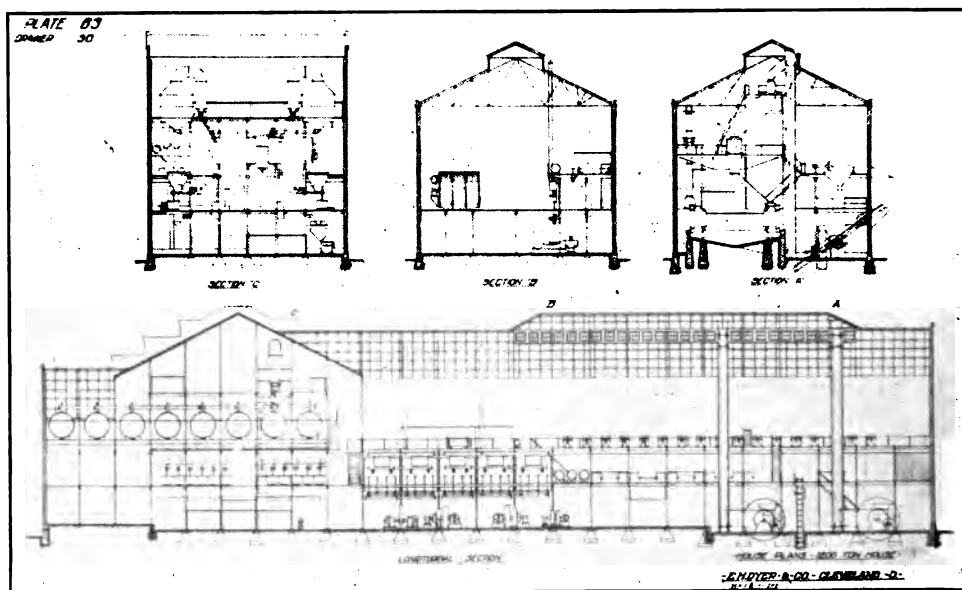 PLATE 83
DRAWER 30
SECTION 'C'
SECTION 'B'
SECTION 'A'
C
B
A
LONGITUDINAL SECTION
-HOUSE PLANS - 1200 TON HOUSE-
-E.H.DYER-&-CO.- CLEVELAND -O-